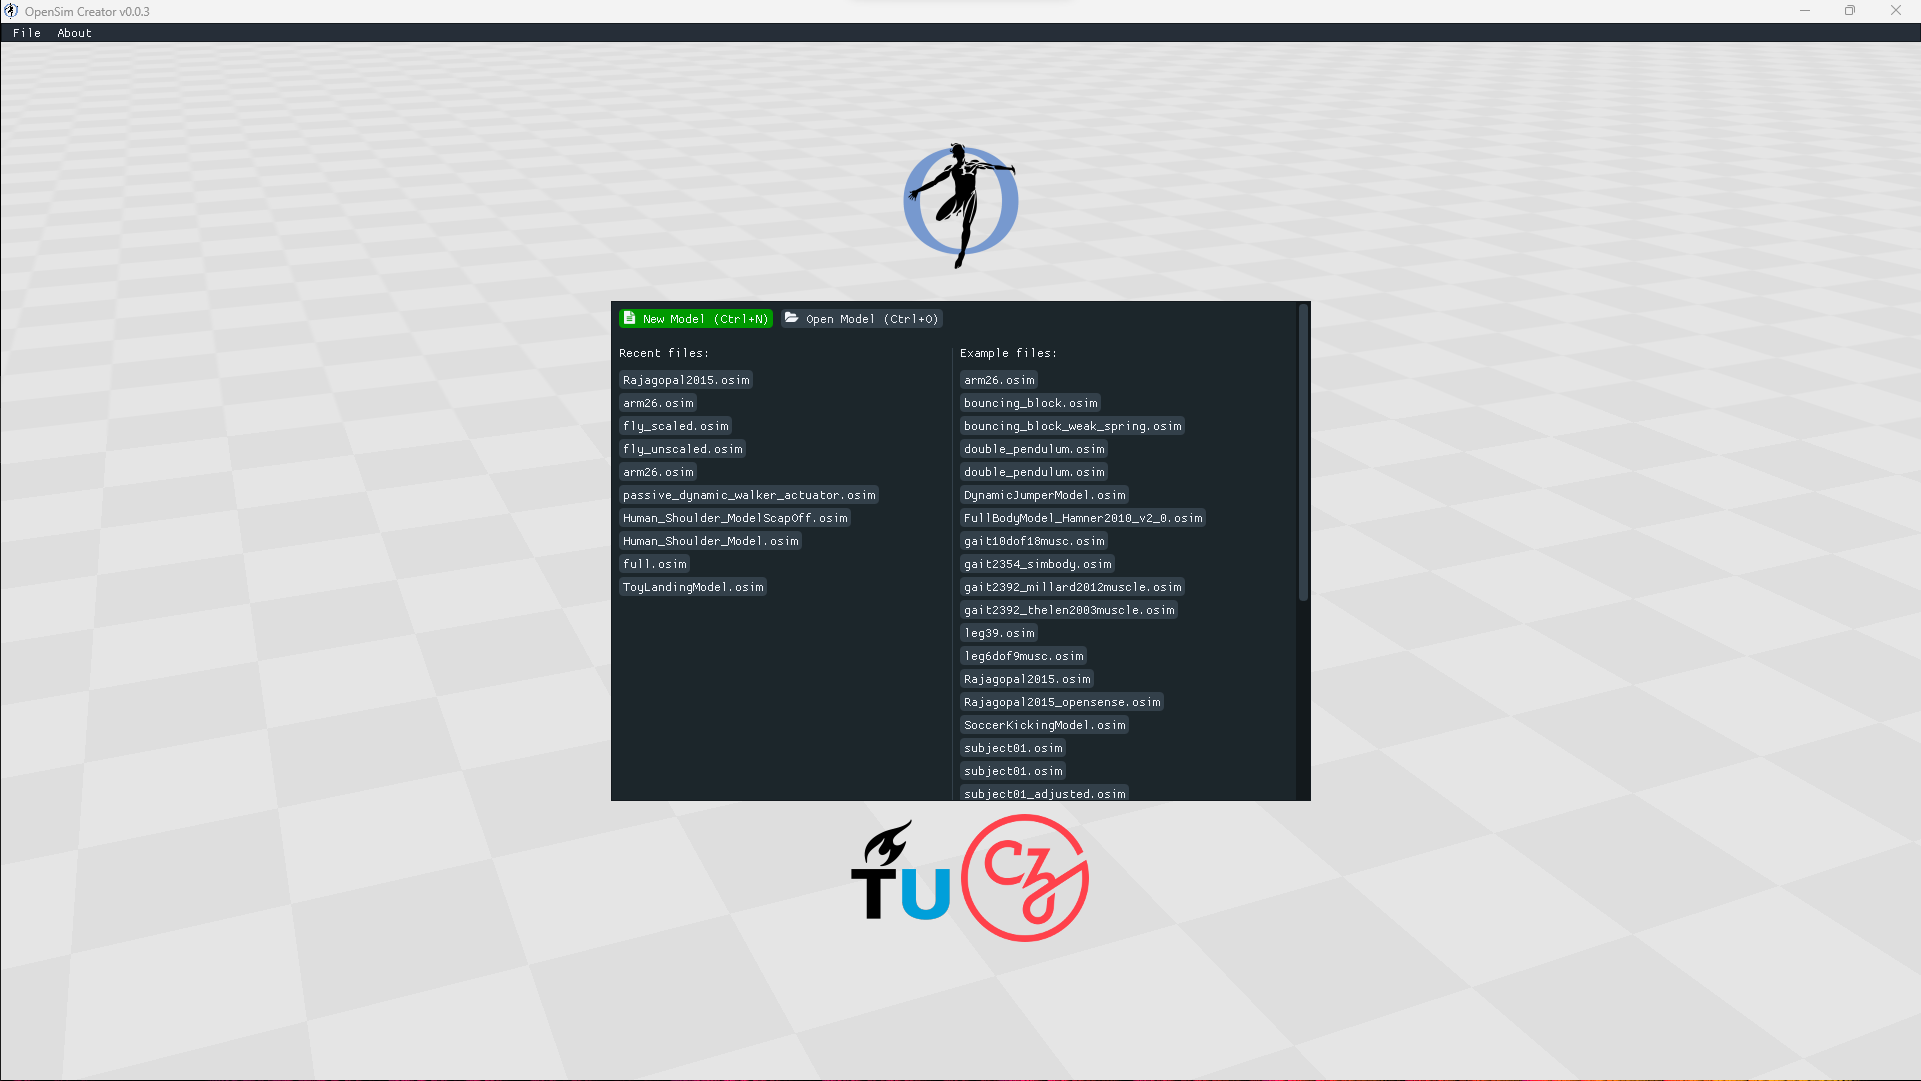 OpenSim Creator v0.0.3
File About
New Model (Ctrl+N) Open Model (Ctrl+O)
Recent files:
Rajagopal2015.osim
arm26.osim
fly_scaled.osim
fly_unscaled.osim
arm26.osim
passive_dynamic_walker_actuator.osim
Human_Shoulder_ModelScapOff.osim
Human_Shoulder_Model.osim
full.osim
ToyLandingModel.osim
Example files:
arm26.osim
bouncing_block.osim
bouncing_block_weak_spring.osim
double_pendulum.osim
double_pendulum.osim
DynamicJumperModel.osim
FullBodyModel_Hamner2010_v2_0.osim
gait10dof18musc.osim
gait2354_simbody.osim
gait2392_millard2012muscle.osim
gait2392_thelen2003muscle.osim
leg39.osim
leg6dof9musc.osim
Rajagopal2015.osim
Rajagopal2015_opensense.osim
SoccerKickingModel.osim
subject01.osim
subject01.osim
subject01_adjusted.osim
TU CZ